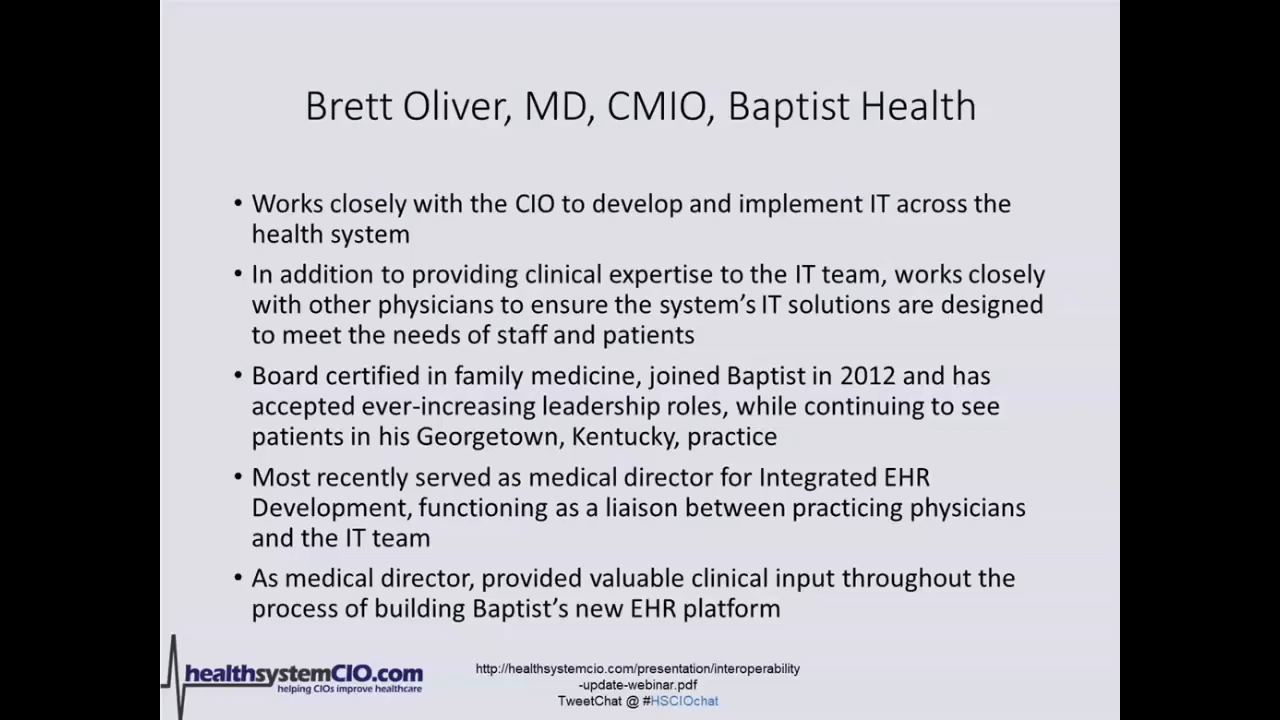 Brett Oliver, MD, CMIO, Baptist Health
• Works closely with the CIO to develop and implement IT across the
health system
• In addition to providing clinical expertise to the IT team, works closely
with other physicians to ensure the system’s IT solutions are designed
to meet the needs of staff and patients
• Board certified in family medicine, joined Baptist in 2012 and has
accepted ever-increasing leadership roles, while continuing to see
patients in his Georgetown, Kentucky, practice
• Most recently served as medical director for Integrated EHR
Development, functioning as a liaison between practicing physicians
and the IT team
• As medical director, provided valuable clinical input throughout the
process of building Baptist’s new EHR platform
healthsystemCIO.com
helping CIOs improve healthcare
http://healthsystemcio.com/presentation/interoperability
-update-webinar.pdf
TweetChat @ #HSCIOchat